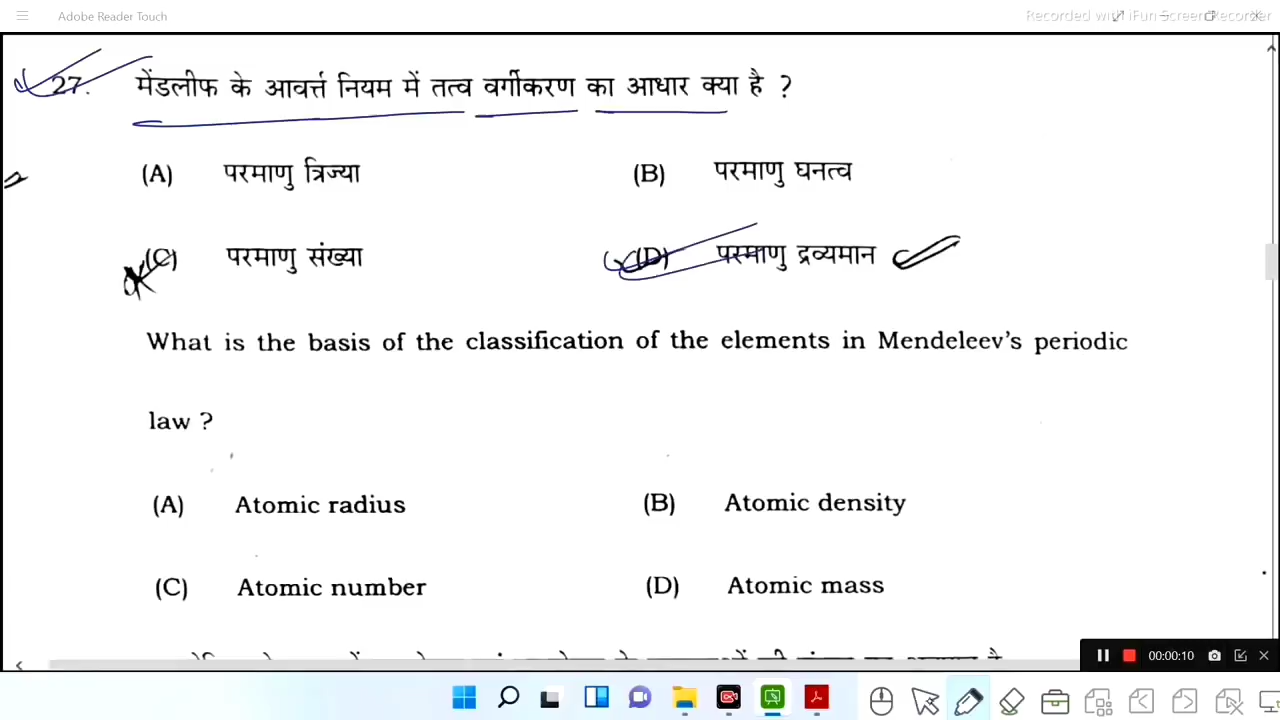 Adobe Reader Touch
Recorded with iFun Screen Recorder
27. मेंडलीफ के आवर्त्त नियम में तत्व वर्गीकरण का आधार क्या है ?
(A) परमाणु त्रिज्या (B) परमाणु घनत्व
(C) परमाणु संख्या (D) परमाणु द्रव्यमान
What is the basis of the classification of the elements in Mendeleev's periodic
law ?
(A) Atomic radius (B) Atomic density
(C) Atomic number (D) Atomic mass
00:00:10